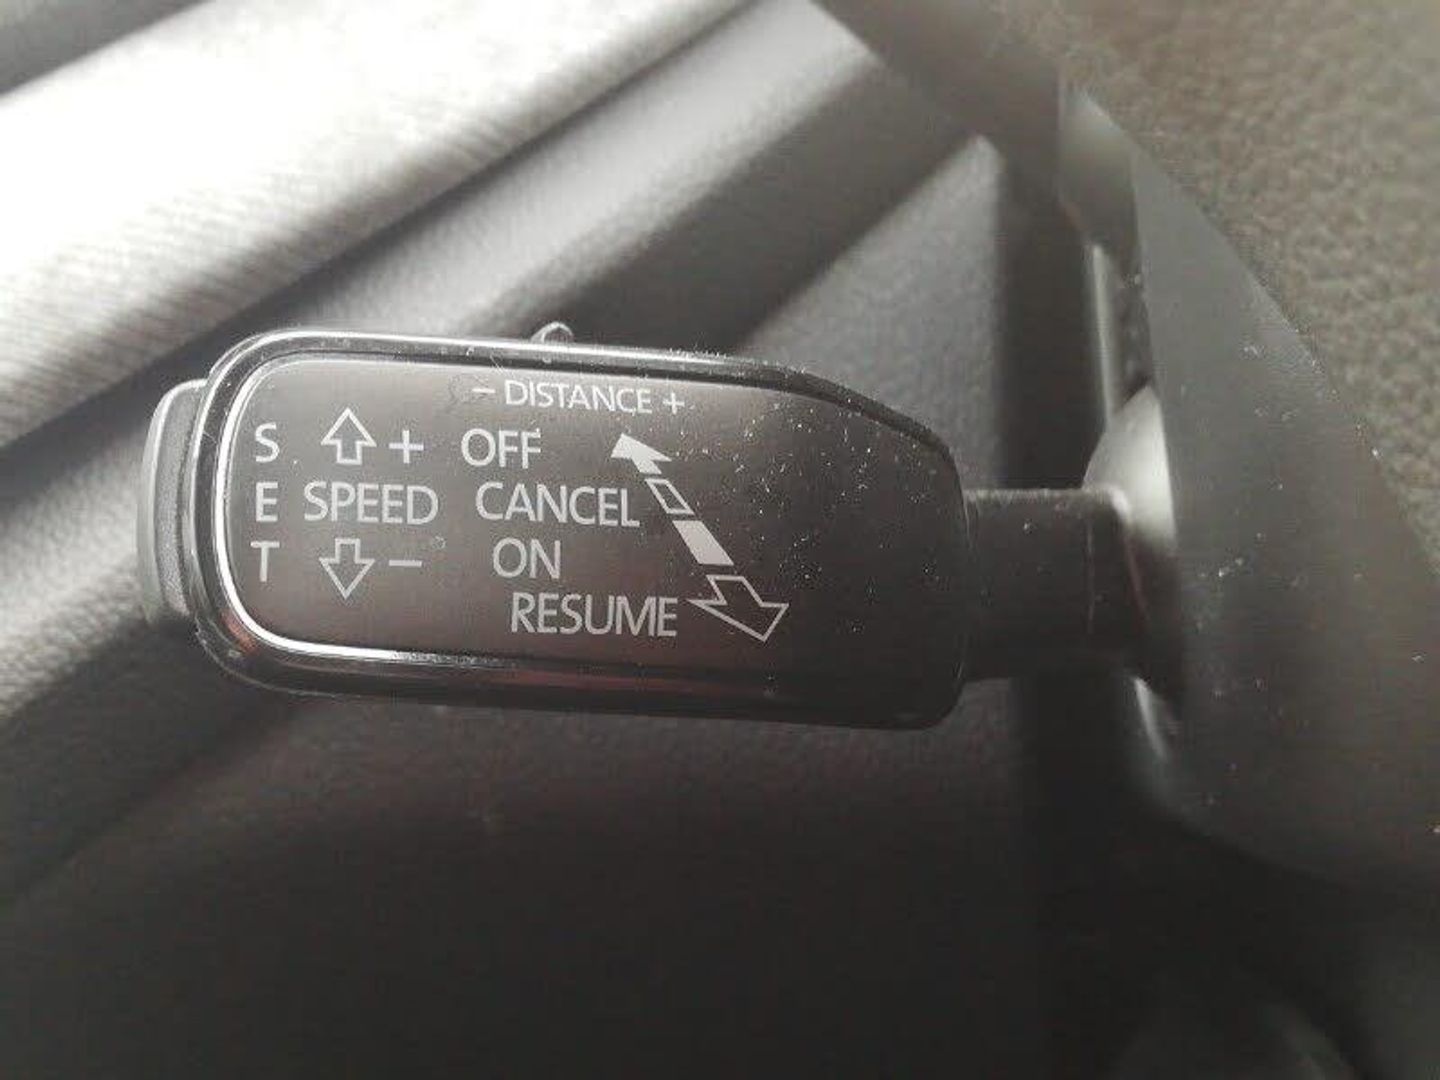 − DISTANCE +
S ⇧ + OFF
E SPEED CANCEL
T ⇩ − ON
RESUME